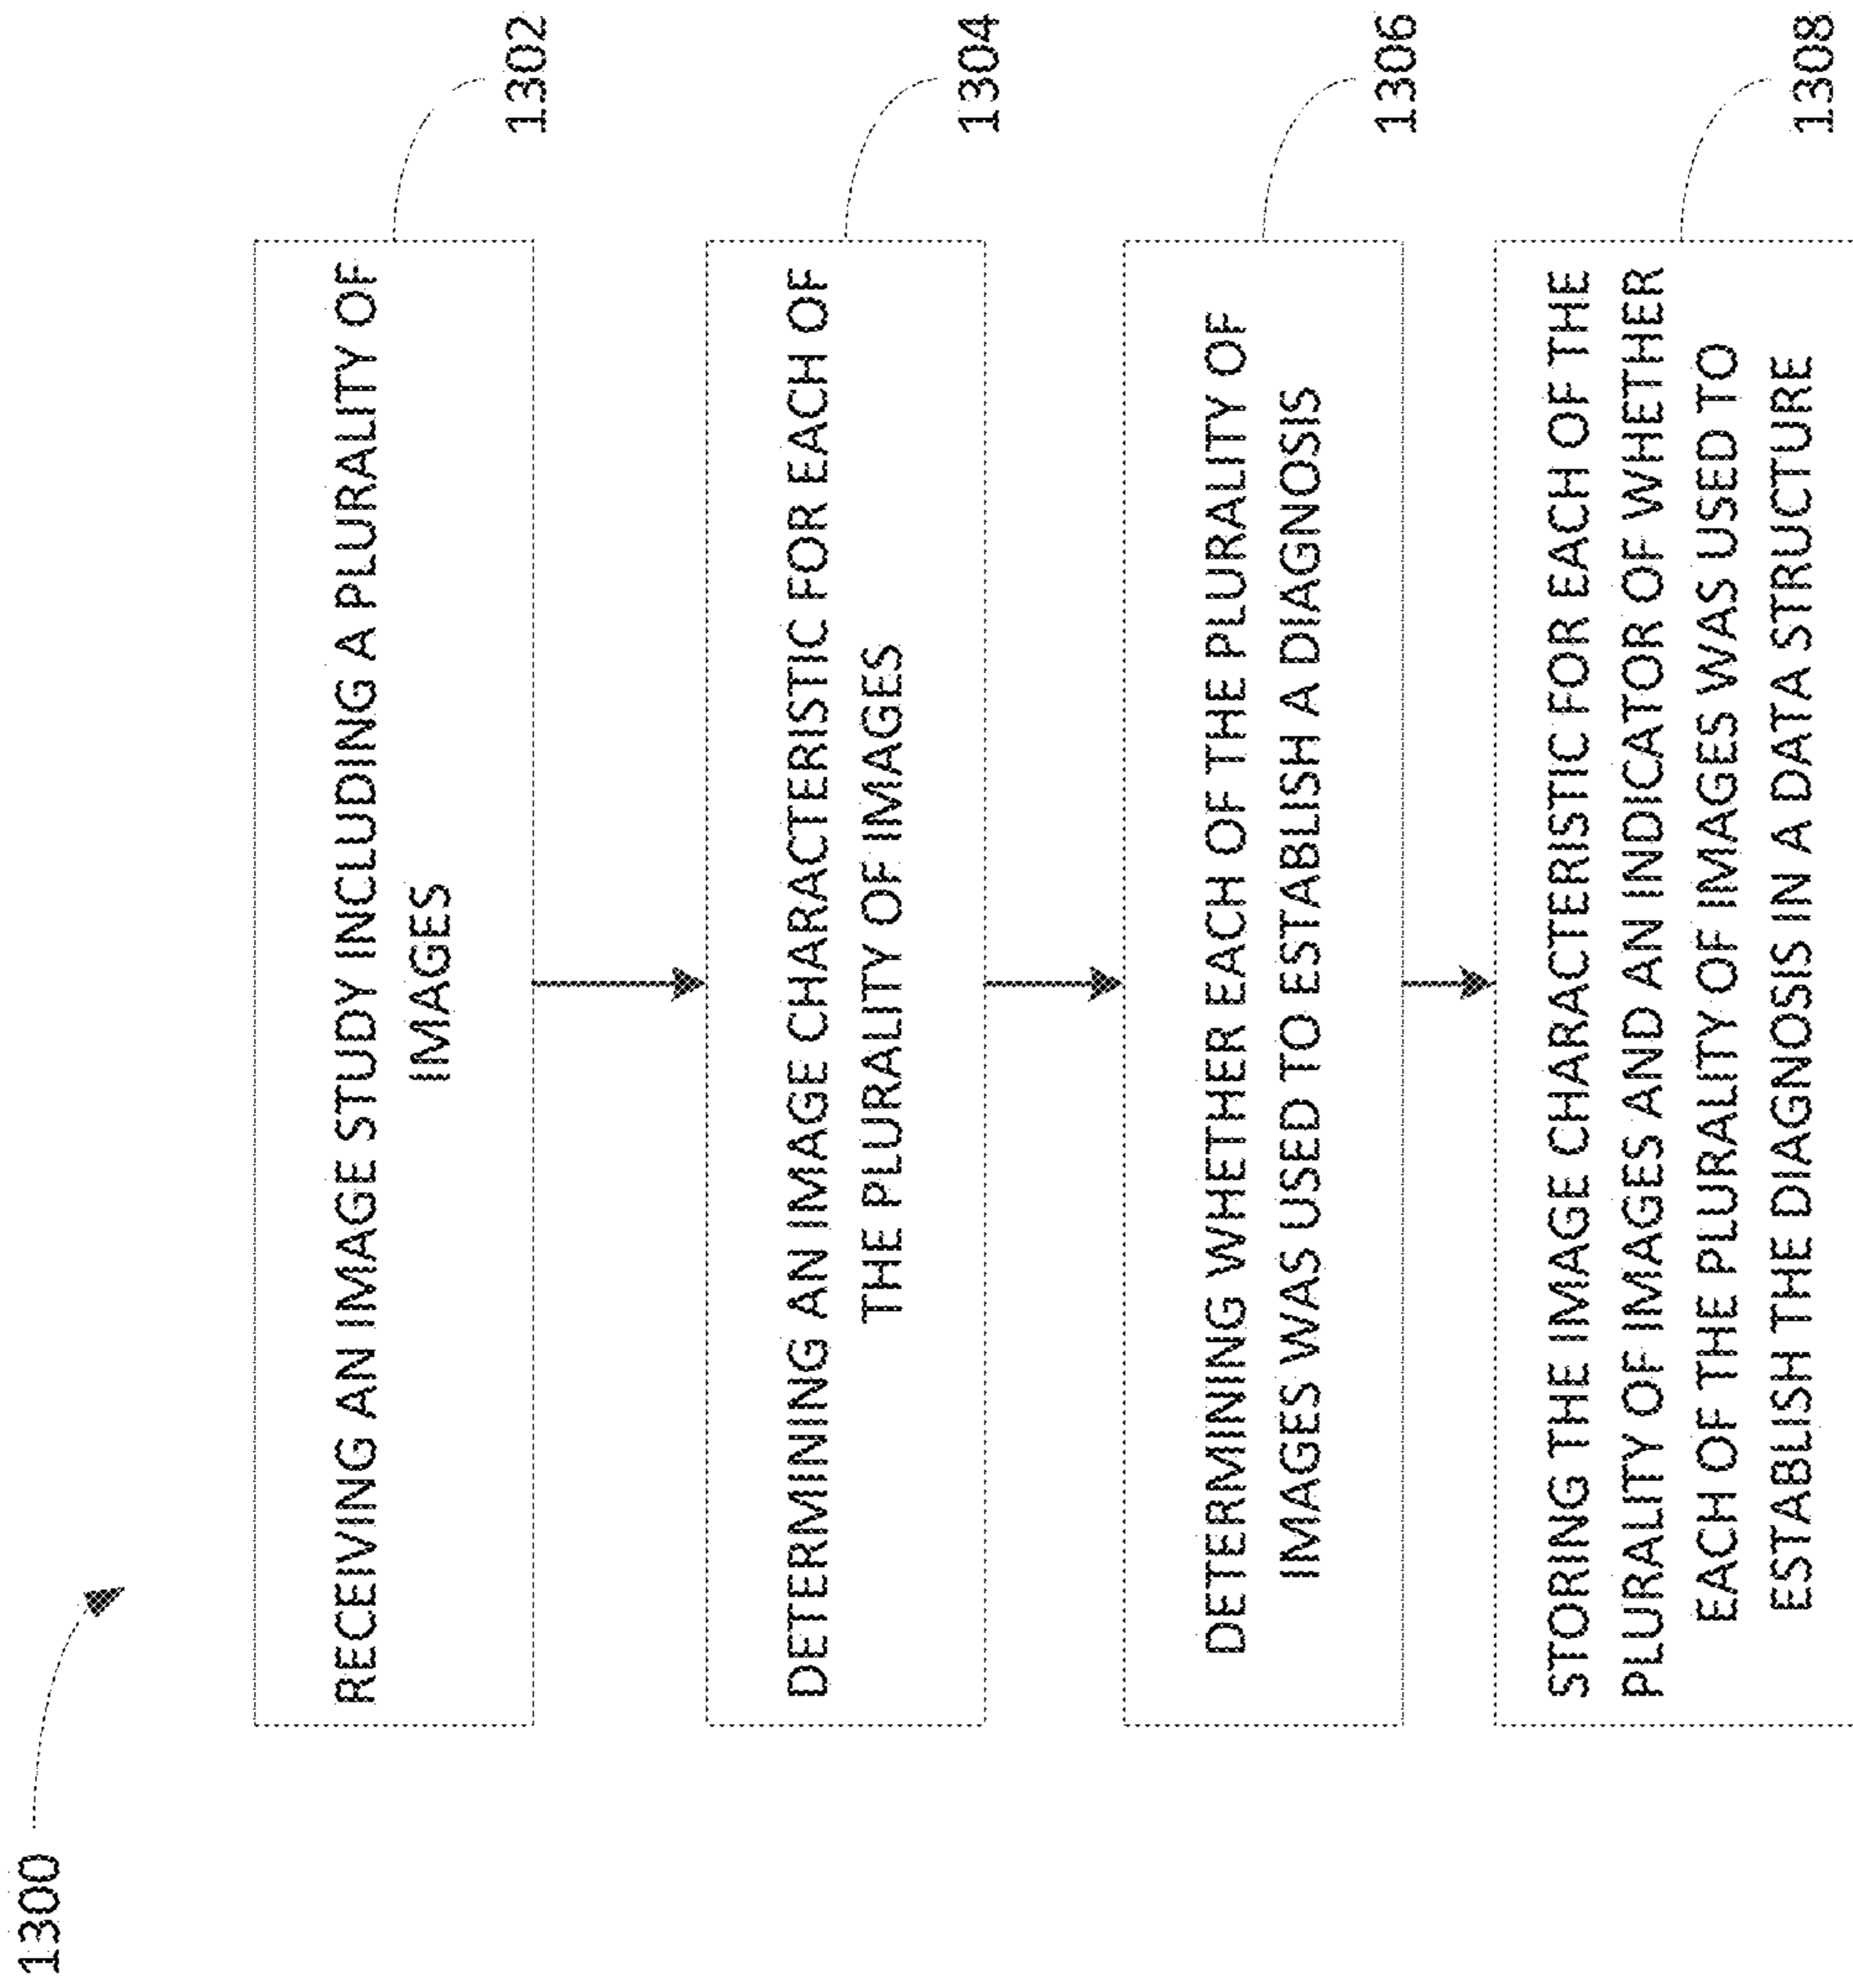 1300
RECEIVING AN IMAGE STUDY INCLUDING A PLURALITY OF
IMAGES
1302
DETERMINING AN IMAGE CHARACTERISTIC FOR EACH OF
THE PLURALITY OF IMAGES
1304
DETERMINING WHETHER EACH OF THE PLURALITY OF
IMAGES WAS USED TO ESTABLISH A DIAGNOSIS
1306
STORING THE IMAGE CHARACTERISTIC FOR EACH OF THE
PLURALITY OF IMAGES AND AN INDICATOR OF WHETHER
EACH OF THE PLURALITY OF IMAGES WAS USED TO
ESTABLISH THE DIAGNOSIS IN A DATA STRUCTURE
1308